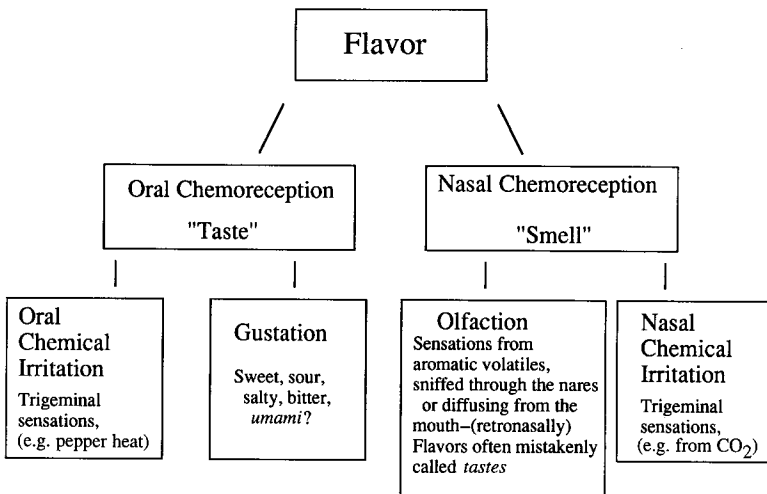 Flavor
Oral Chemoreception
"Taste"
Nasal Chemoreception
"Smell"
Oral
Chemical
Irritation
Trigeminal
sensations,
(e.g. pepper heat)
Gustation
Sweet, sour,
salty, bitter,
umami?
Olfaction
Sensations from
aromatic volatiles,
sniffed through the nares
or diffusing from the
mouth–(retronasally)
Flavors often mistakenly
called tastes
Nasal
Chemical
Irritation
Trigeminal
sensations,
(e.g. from CO₂)